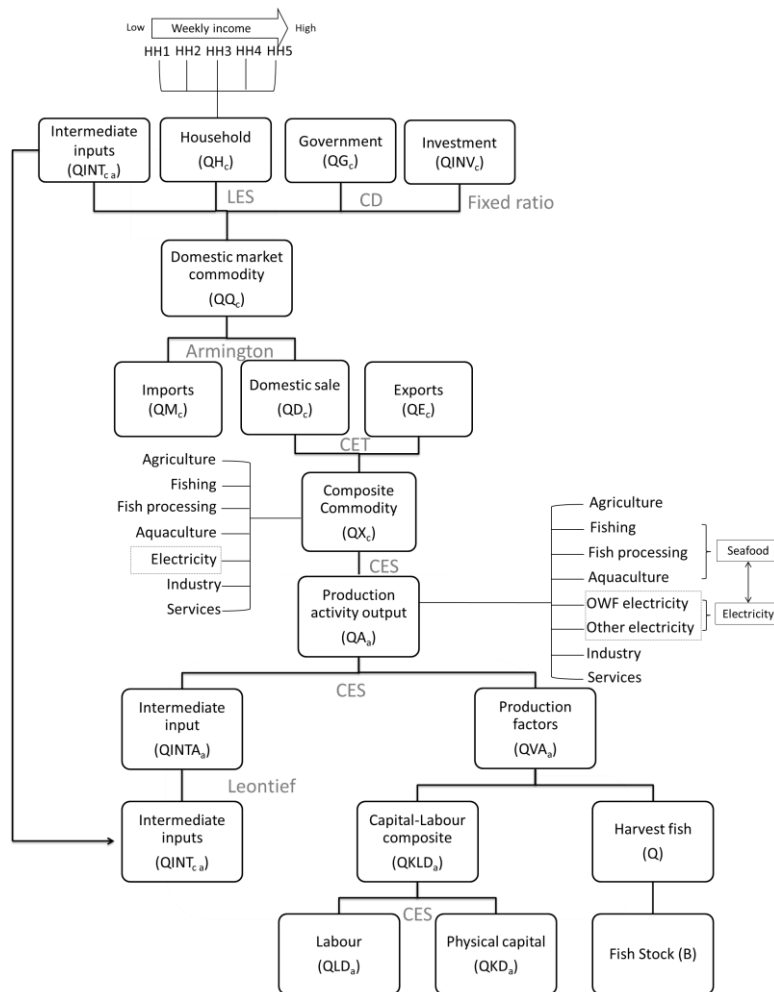 Low Weekly income High
HH1 HH2 HH3 HH4 HH5
Intermediate
inputs
(QINTc a)
Household
(QHc)
Government
(QGc)
Investment
(QINVc)
LES CD Fixed ratio
Domestic market
commodity
(QQc)
Armington
Imports
(QMc)
Domestic sale
(QDc)
Exports
(QEc)
CET
Agriculture
Fishing
Fish processing
Aquaculture
Electricity
Industry
Services
Composite
Commodity
(QXc)
CES
Production
activity output
(QAa)
Agriculture
Fishing
Fish processing
Aquaculture
OWF electricity
Other electricity
Industry
Services
Seafood
Electricity
CES
Intermediate
input
(QINTAa)
Production
factors
(QVAa)
Leontief
Intermediate
inputs
(QINTc a)
Capital-Labour
composite
(QKLDa)
Harvest fish
(Q)
CES
Labour
(QLDa)
Physical capital
(QKDa)
Fish Stock (B)